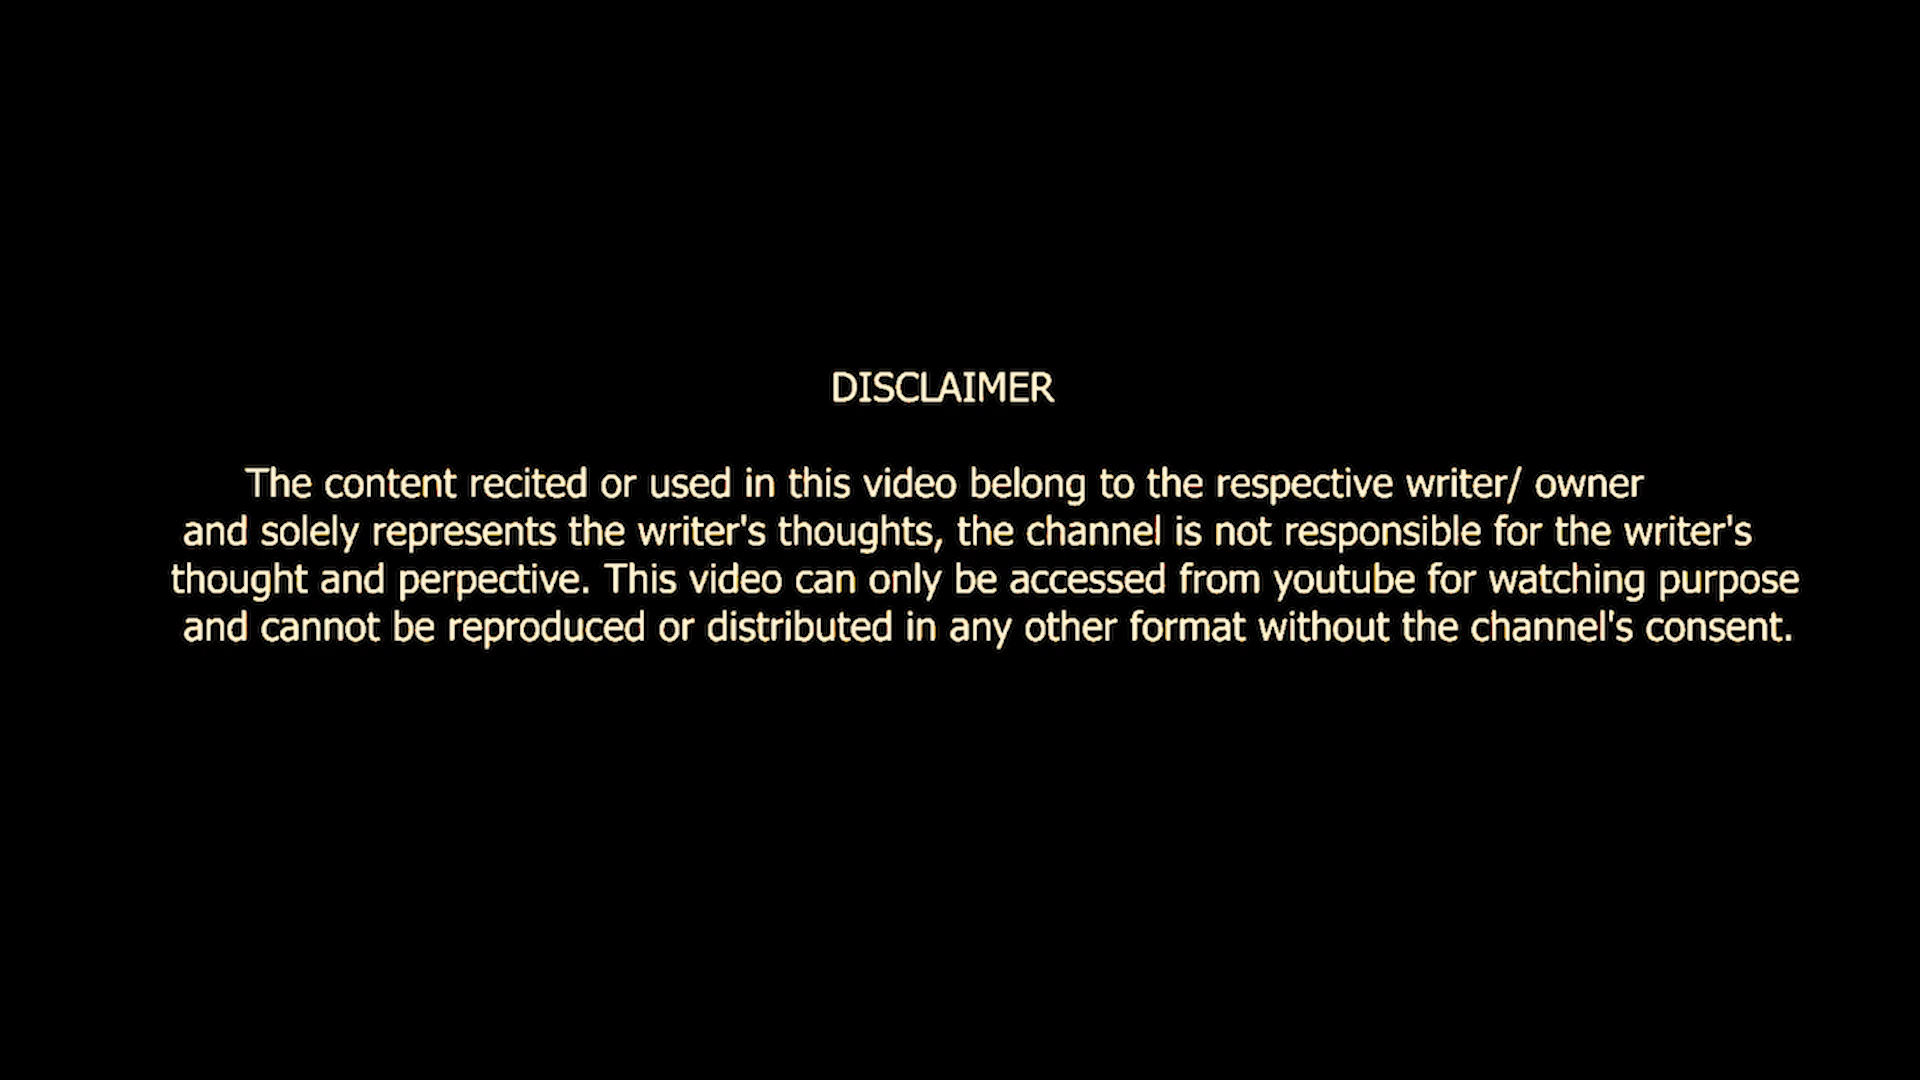 DISCLAIMER
The content recited or used in this video belong to the respective writer/ owner
and solely represents the writer's thoughts, the channel is not responsible for the writer's
thought and perpective. This video can only be accessed from youtube for watching purpose
and cannot be reproduced or distributed in any other format without the channel's consent.